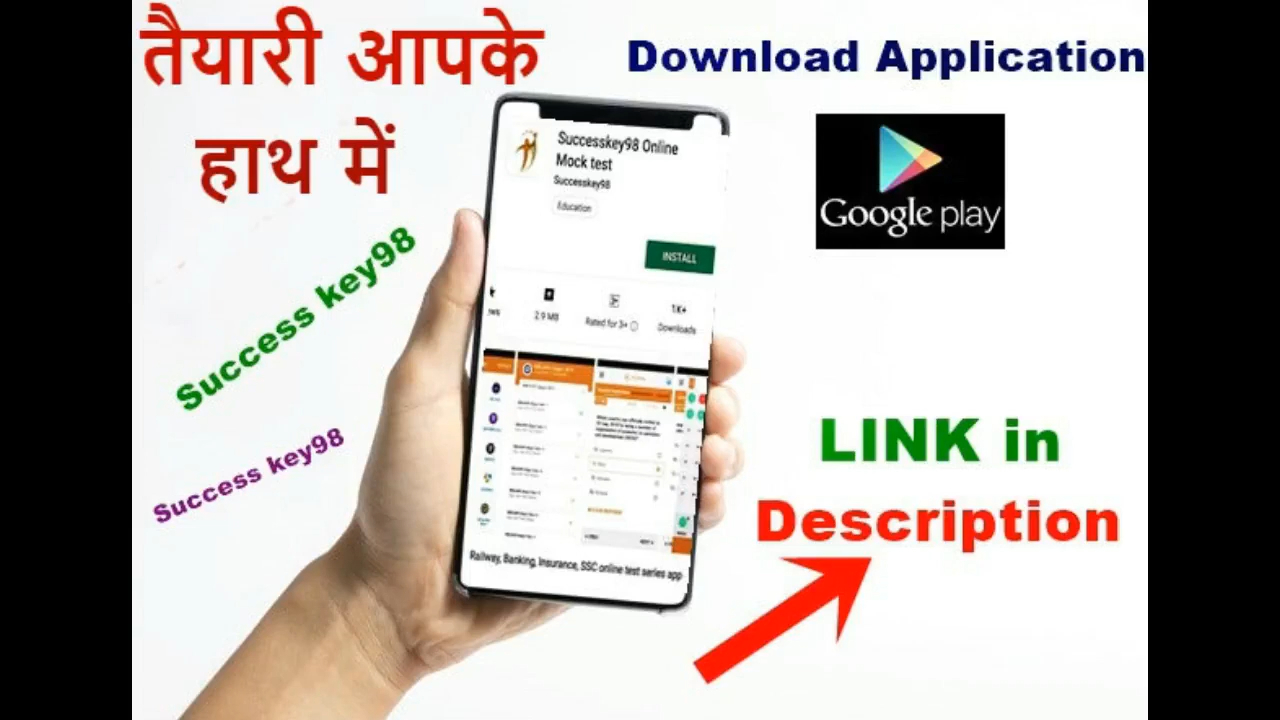 तैयारी आपके
हाथ में
Download Application
Google play
Success key98
Success key98
Successkey98 Online
Mock test
Successkey98
Education
INSTALL
2.9 MB
Rated for 3+
1K+
Downloads
Railway, Banking, Insurance, SSC online test series app
LINK in
Description